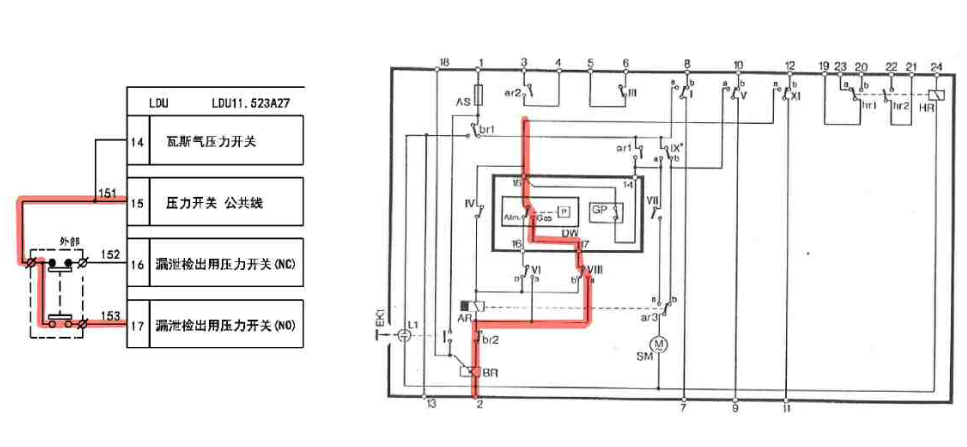 LDU LDU11.523A27
14 瓦斯气压力开关
151
15 压力开关 公共线
外部
152
16 漏泄检出用压力开关(NC)
153
17 漏泄检出用压力开关(NO)
18 1 3 4 5 6 8 10 12 19 23 20 22 21 24
AS ar2 III a I b a V b a XI b a b a b
hr1 hr2 HR
br1
ar1 IX" a b
15 14
IV Atm. Gas P GP VII
DW
16 17
VI VIII a b a
AR ar3 a b
EK1 L1 br2
M
SM
BR
13 2 7 9 11